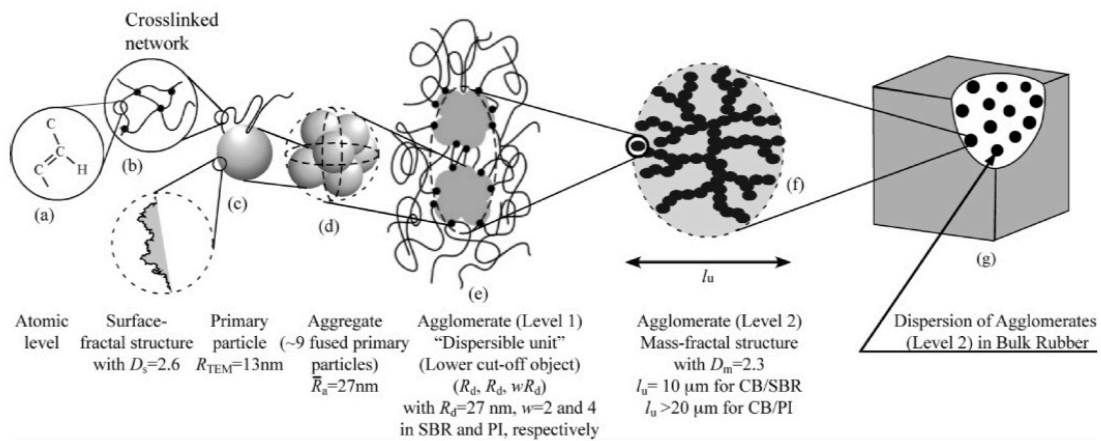 Crosslinked
network
C
C
H
(a)
(b)
(c)
(d)
(e)
(f)
(g)
lu
Atomic
level
Surface-
fractal structure
with Ds=2.6
Primary
particle
RTEM=13nm
Aggregate
(~9 fused primary
particles)
R̄a=27nm
Agglomerate (Level 1)
“Dispersible unit”
(Lower cut-off object)
(Rd, Rd, wRd)
with Rd=27 nm, w=2 and 4
in SBR and PI, respectively
Agglomerate (Level 2)
Mass-fractal structure
with Dm=2.3
lu= 10 μm for CB/SBR
lu >20 μm for CB/PI
Dispersion of Agglomerates
(Level 2) in Bulk Rubber